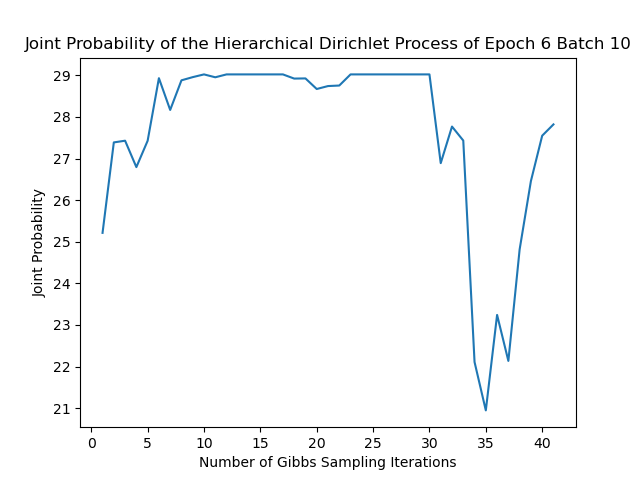 Joint Probability of the Hierarchical Dirichlet Process of Epoch 6 Batch 10
29
28
27
26
25
24
23
22
21
Joint Probability
0 5 10 15 20 25 30 35 40
Number of Gibbs Sampling Iterations